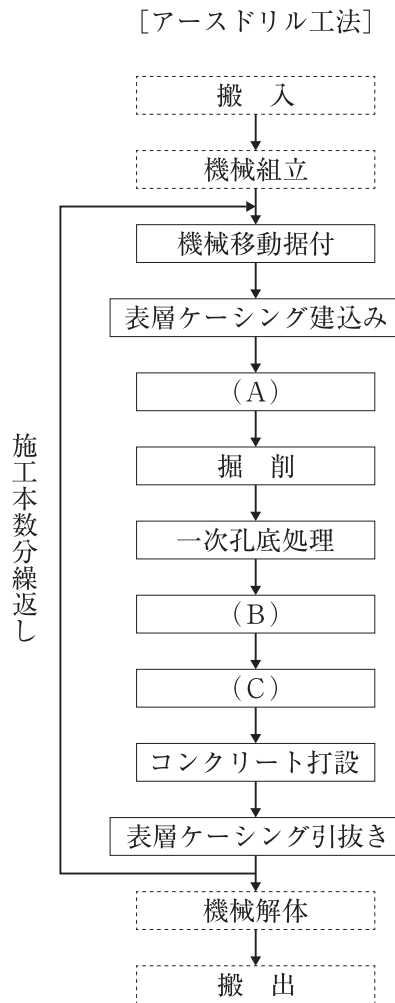 ［アースドリル工法］
搬　入
機械組立
機械移動据付
表層ケーシング建込み
（A）
掘　削
一次孔底処理
（B）
（C）
コンクリート打設
表層ケーシング引抜き
機械解体
搬　出
施工本数分繰返し